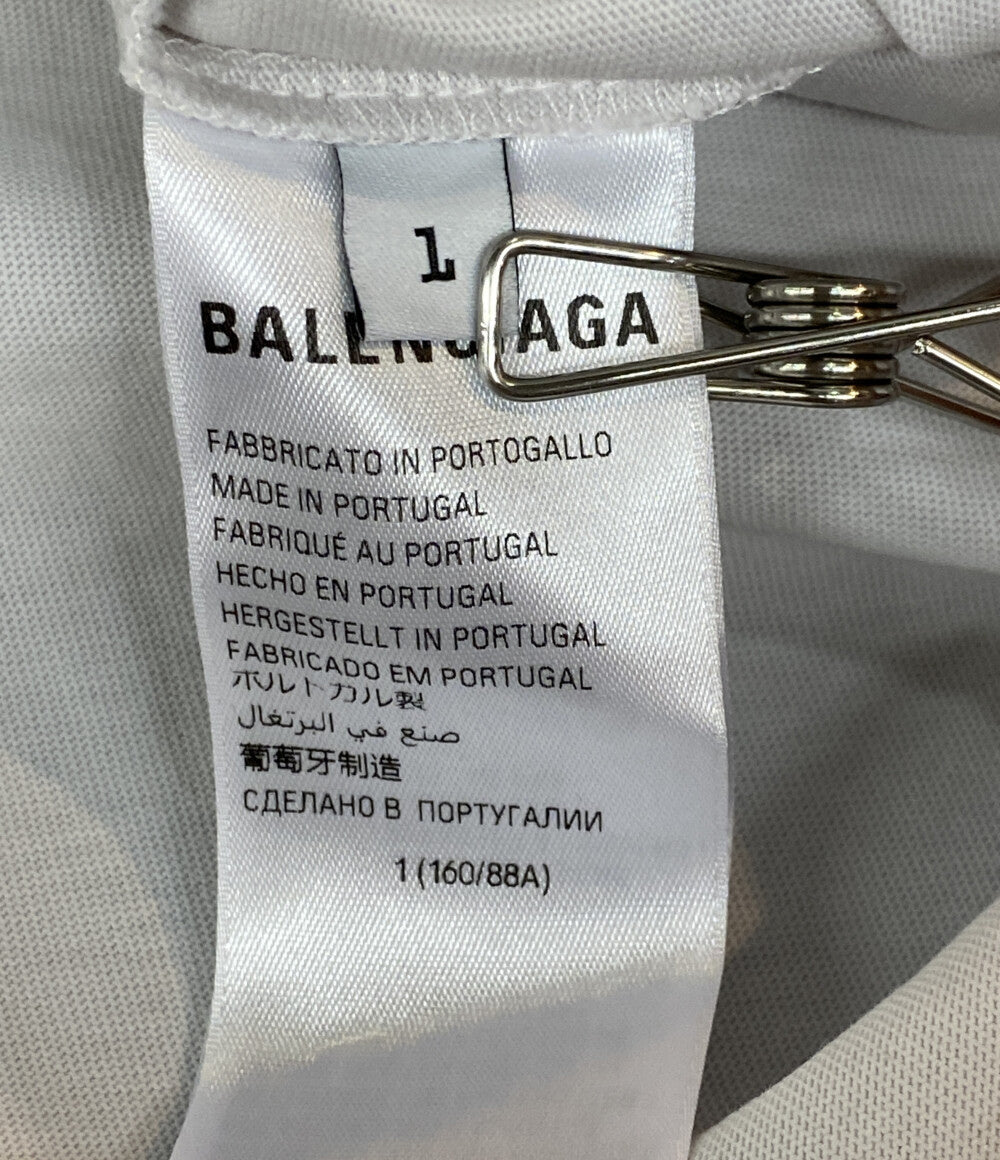 1
BALENCIAGA
FABBRICATO IN PORTOGALLO
MADE IN PORTUGAL
FABRIQUÉ AU PORTUGAL
HECHO EN PORTUGAL
HERGESTELLT IN PORTUGAL
FABRICADO EM PORTUGAL
ポルトガル製
صنع في البرتغال
葡萄牙制造
СДЕЛАНО В ПОРТУГАЛИИ
1 (160/88A)